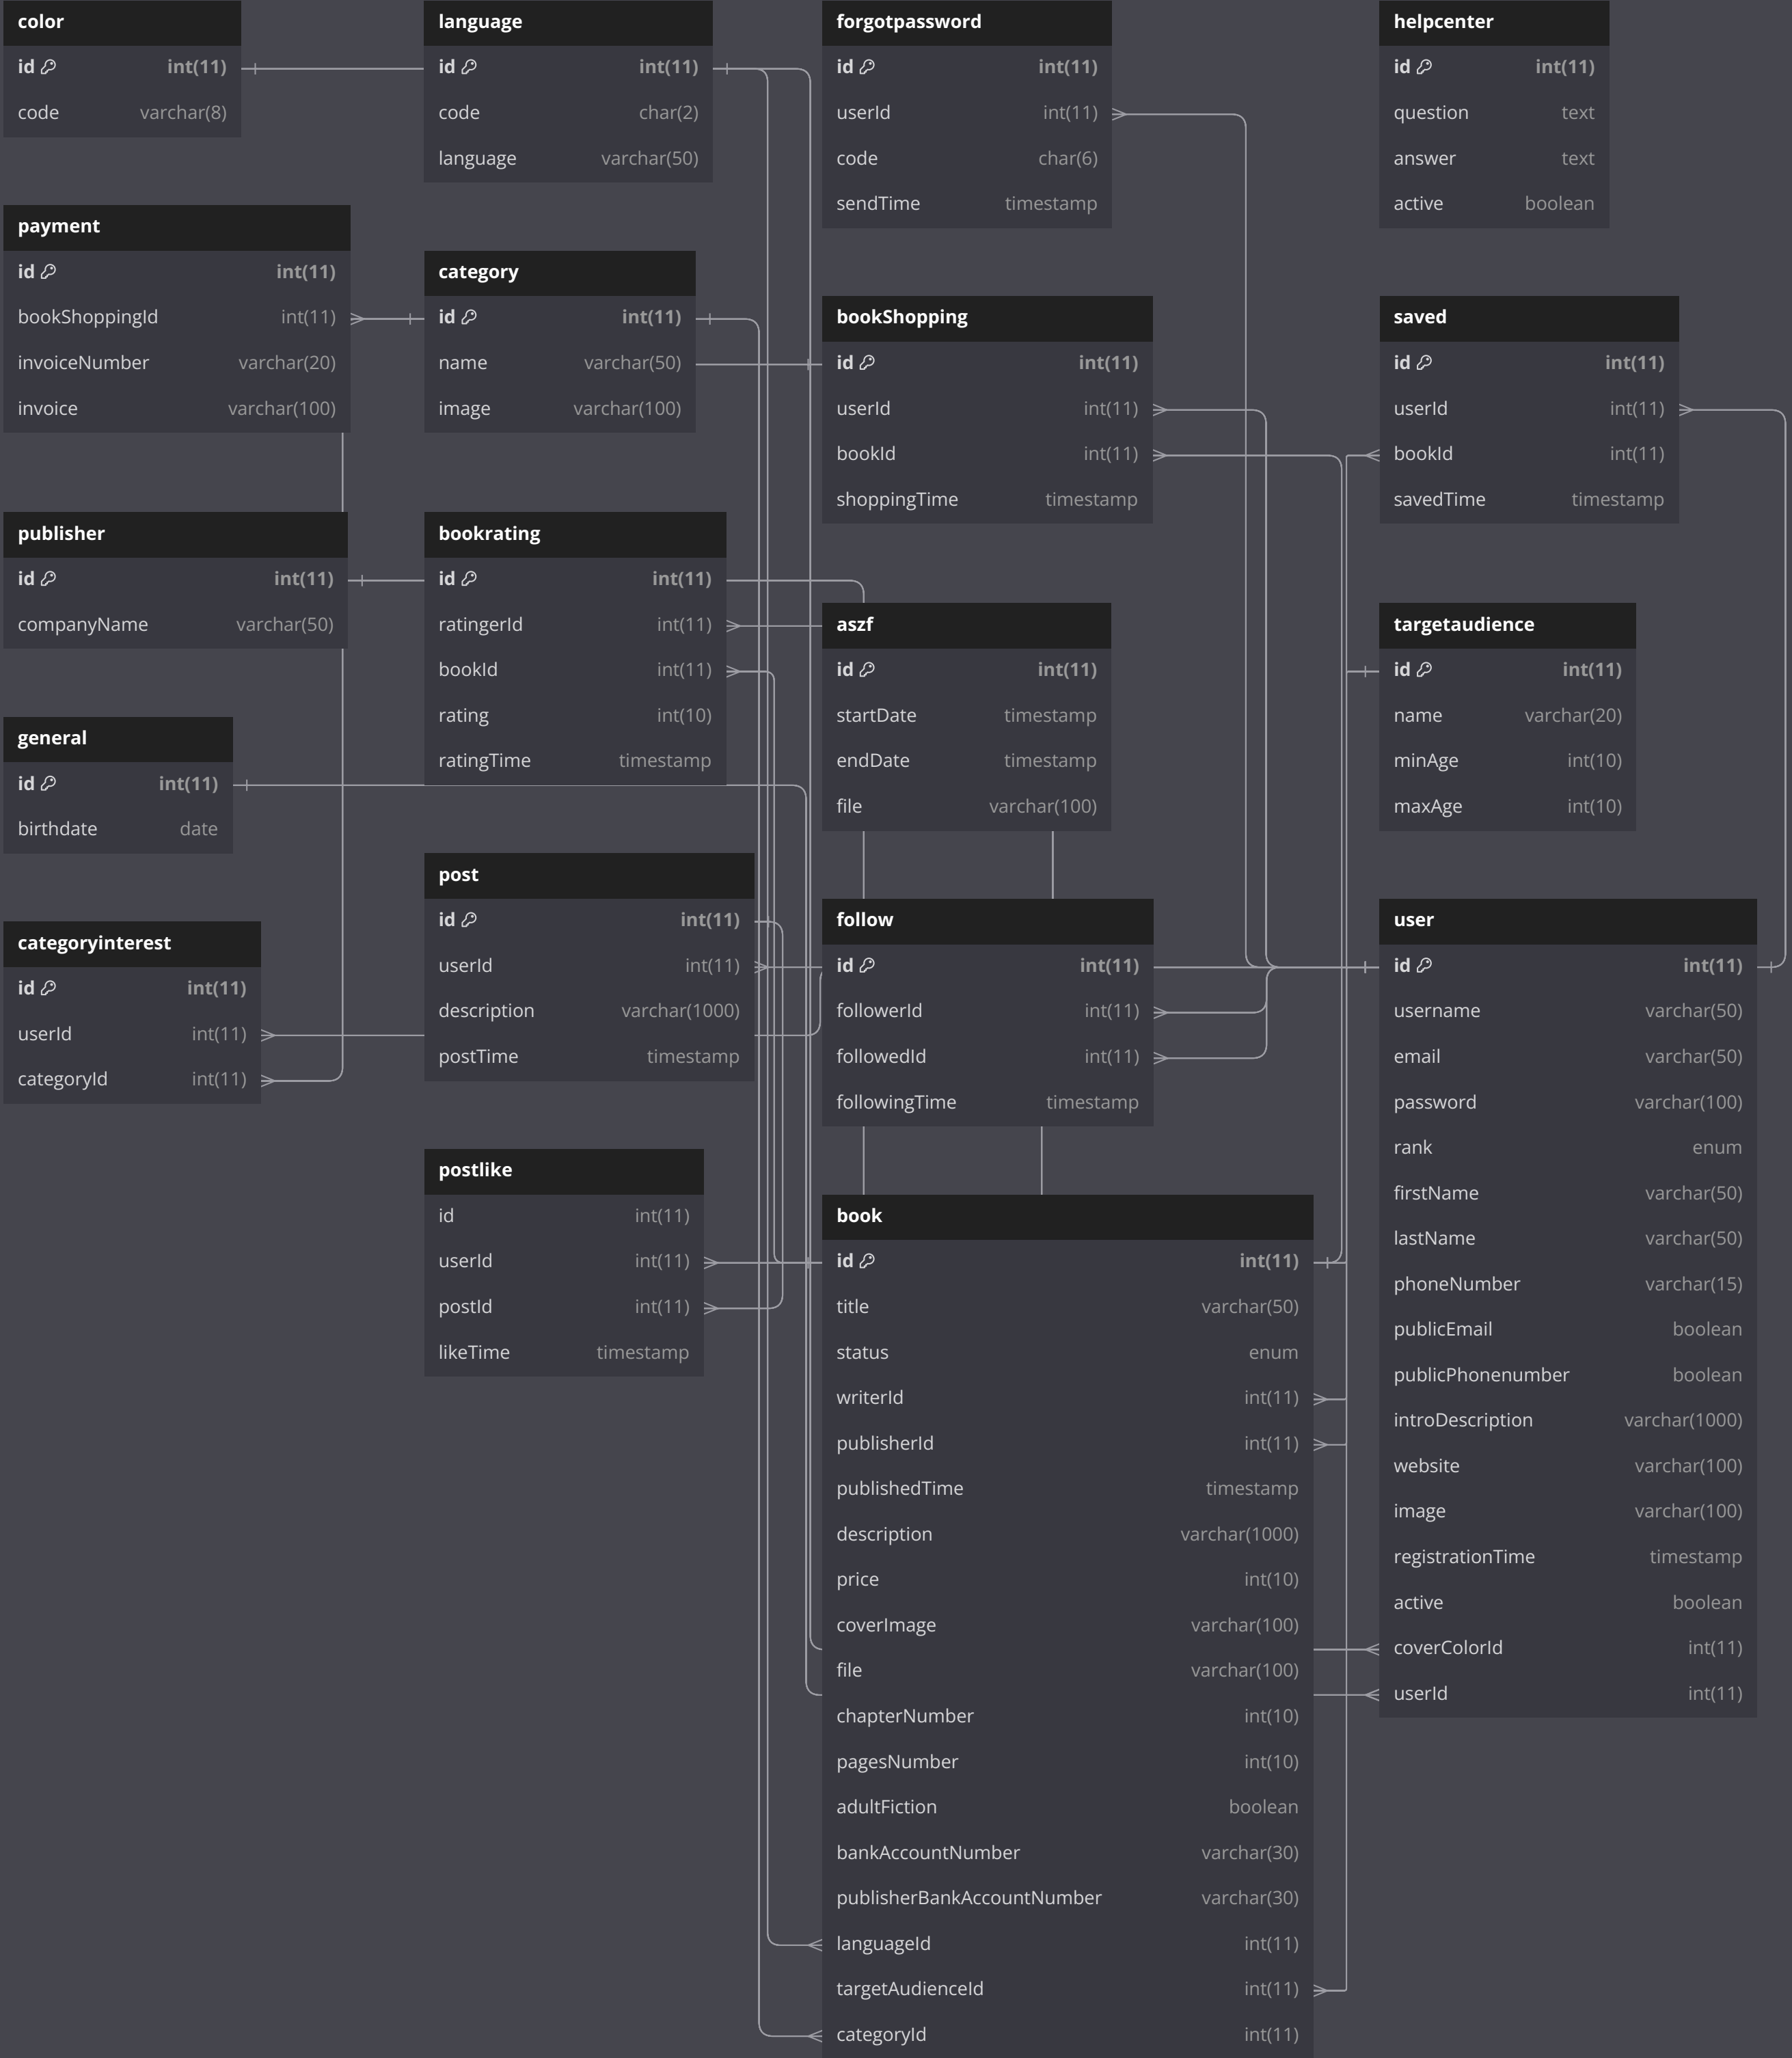 color
id int(11)
code varchar(8)
language
id int(11)
code char(2)
language varchar(50)
forgotpassword
id int(11)
userId int(11)
code char(6)
sendTime timestamp
helpcenter
id int(11)
question text
answer text
active boolean
payment
id int(11)
bookShoppingId int(11)
invoiceNumber varchar(20)
invoice varchar(100)
category
id int(11)
name varchar(50)
image varchar(100)
bookShopping
id int(11)
userId int(11)
bookId int(11)
shoppingTime timestamp
saved
id int(11)
userId int(11)
bookId int(11)
savedTime timestamp
publisher
id int(11)
companyName varchar(50)
bookrating
id int(11)
ratingerId int(11)
bookId int(11)
rating int(10)
ratingTime timestamp
aszf
id int(11)
startDate timestamp
endDate timestamp
file varchar(100)
targetaudience
id int(11)
name varchar(20)
minAge int(10)
maxAge int(10)
general
id int(11)
birthdate date
post
id int(11)
userId int(11)
description varchar(1000)
postTime timestamp
follow
id int(11)
followerId int(11)
followedId int(11)
followingTime timestamp
user
id int(11)
username varchar(50)
email varchar(50)
password varchar(100)
rank enum
firstName varchar(50)
lastName varchar(50)
phoneNumber varchar(15)
publicEmail boolean
publicPhonenumber boolean
introDescription varchar(1000)
website varchar(100)
image varchar(100)
registrationTime timestamp
active boolean
coverColorId int(11)
userId int(11)
categoryinterest
id int(11)
userId int(11)
categoryId int(11)
postlike
id int(11)
userId int(11)
postId int(11)
likeTime timestamp
book
id int(11)
title varchar(50)
status enum
writerId int(11)
publisherId int(11)
publishedTime timestamp
description varchar(1000)
price int(10)
coverImage varchar(100)
file varchar(100)
chapterNumber int(10)
pagesNumber int(10)
adultFiction boolean
bankAccountNumber varchar(30)
publisherBankAccountNumber varchar(30)
languageId int(11)
targetAudienceId int(11)
categoryId int(11)